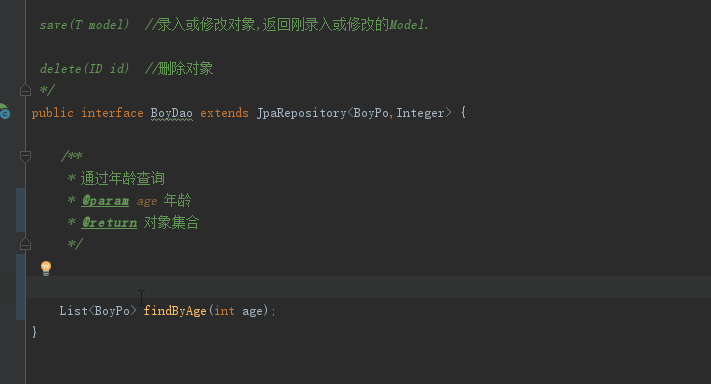 save(T model) //录入或修改对象,返回刚录入或修改的Model.
delete(ID id) //删除对象
*/
public interface BoyDao extends JpaRepository<BoyPo,Integer> {
/**
* 通过年龄查询
* @param age 年龄
* @return 对象集合
*/
List<BoyPo> findByAge(int age);
}